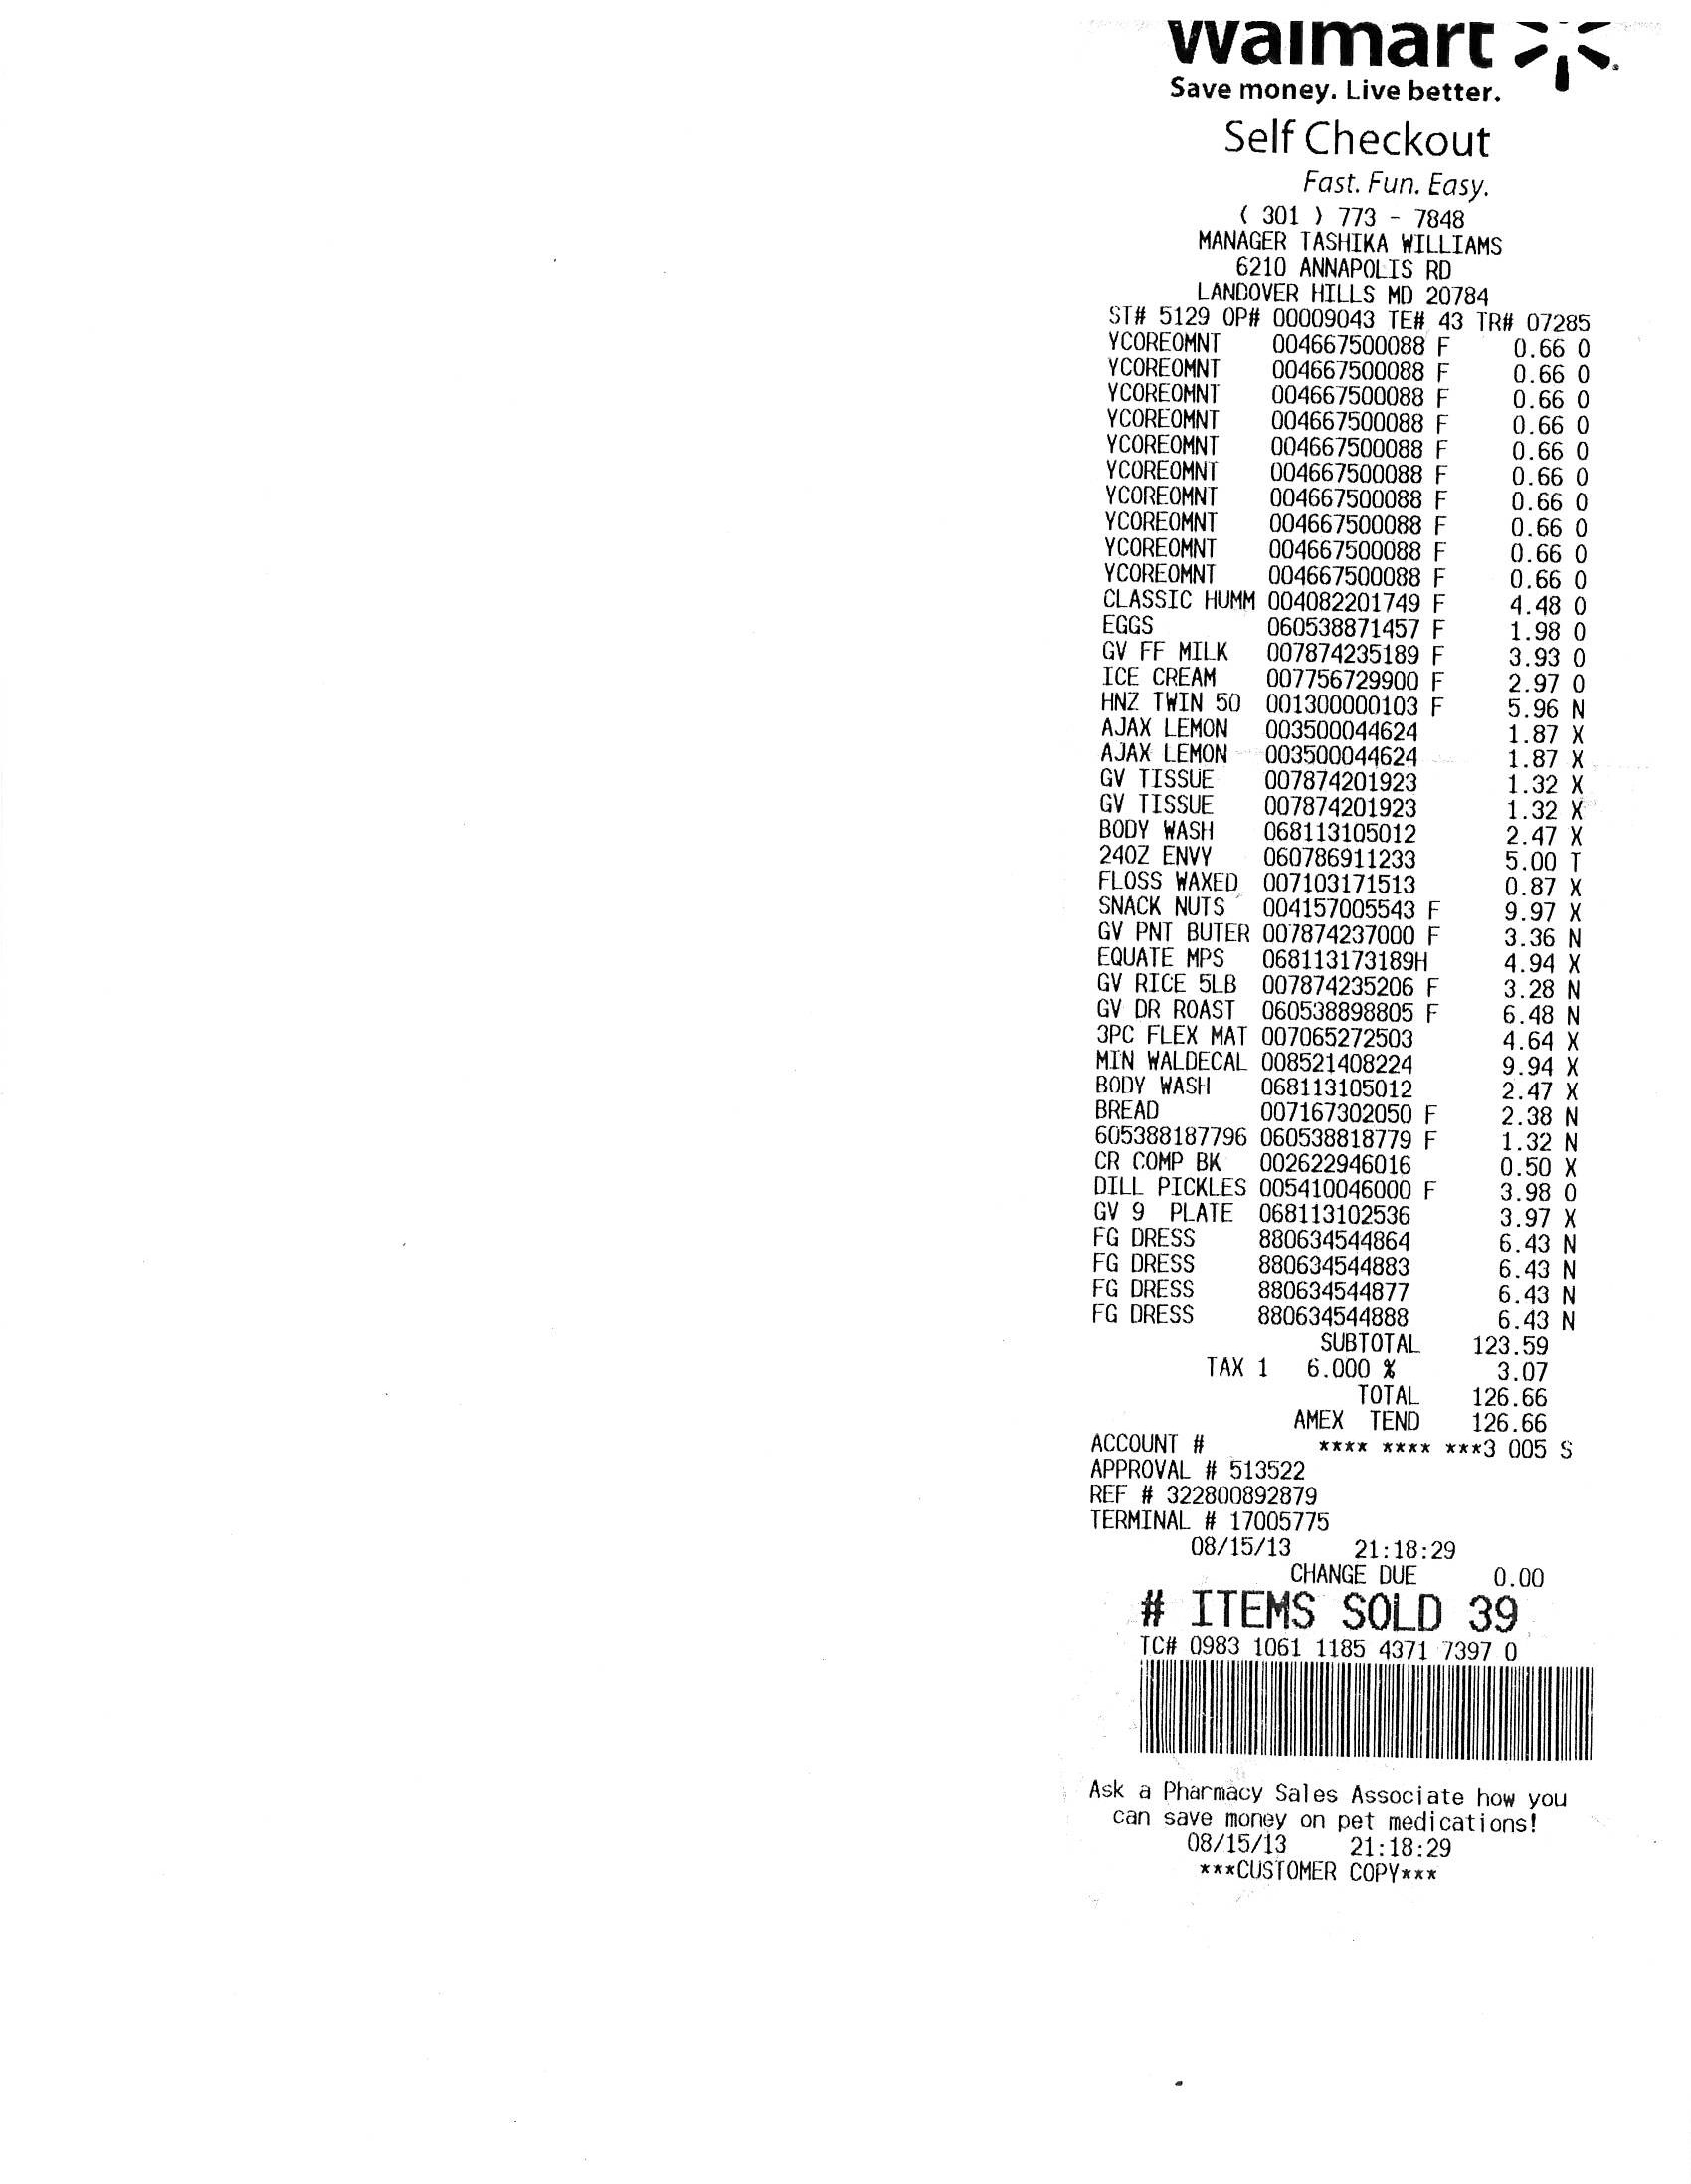 Walmart
Save money. Live better.
Self Checkout
Fast. Fun. Easy.
( 301 ) 773 - 7848
MANAGER TASHIKA WILLIAMS
6210 ANNAPOLIS RD
LANDOVER HILLS MD 20784
ST# 5129 OP# 00009043 TE# 43 TR# 07285
YCOREOMNT 004667500088 F 0.66 O
YCOREOMNT 004667500088 F 0.66 O
YCOREOMNT 004667500088 F 0.66 O
YCOREOMNT 004667500088 F 0.66 O
YCOREOMNT 004667500088 F 0.66 O
YCOREOMNT 004667500088 F 0.66 O
YCOREOMNT 004667500088 F 0.66 O
YCOREOMNT 004667500088 F 0.66 O
YCOREOMNT 004667500088 F 0.66 O
YCOREOMNT 004667500088 F 0.66 O
CLASSIC HUMM 004082201749 F 4.48 O
EGGS 060538871457 F 1.98 O
GV FF MILK 007874235189 F 3.93 O
ICE CREAM 007756729900 F 2.97 O
HNZ TWIN 50 001300000103 F 5.96 N
AJAX LEMON 003500044624 1.87 X
AJAX LEMON 003500044624 1.87 X
GV TISSUE 007874201923 1.32 X
GV TISSUE 007874201923 1.32 X
BODY WASH 068113105012 2.47 X
24OZ ENVY 060786911233 5.00 T
FLOSS WAXED 007103171513 0.87 X
SNACK NUTS 004157005543 F 9.97 X
GV PNT BUTER 007874237000 F 3.36 N
EQUATE MPS 068113173189H 4.94 X
GV RICE 5LB 007874235206 F 3.28 N
GV DR ROAST 060538898805 F 6.48 N
3PC FLEX MAT 007065272503 4.64 X
MIN WALDECAL 008521408224 9.94 X
BODY WASH 068113105012 2.47 X
BREAD 007167302050 F 2.38 N
605388187796 060538818779 F 1.32 N
CR COMP BK 002622946016 0.50 X
DILL PICKLES 005410046000 F 3.98 O
GV 9 PLATE 068113102536 3.97 X
FG DRESS 880634544864 6.43 N
FG DRESS 880634544883 6.43 N
FG DRESS 880634544877 6.43 N
FG DRESS 880634544888 6.43 N
SUBTOTAL 123.59
TAX 1 6.000 % 3.07
TOTAL 126.66
AMEX TEND 126.66
ACCOUNT # **** **** ***3 005 S
APPROVAL # 513522
REF # 322800892879
TERMINAL # 17005775
08/15/13 21:18:29
CHANGE DUE 0.00
# ITEMS SOLD 39
TC# 0983 1061 1185 4371 7397 0
Ask a Pharmacy Sales Associate how you
can save money on pet medications!
08/15/13 21:18:29
***CUSTOMER COPY***